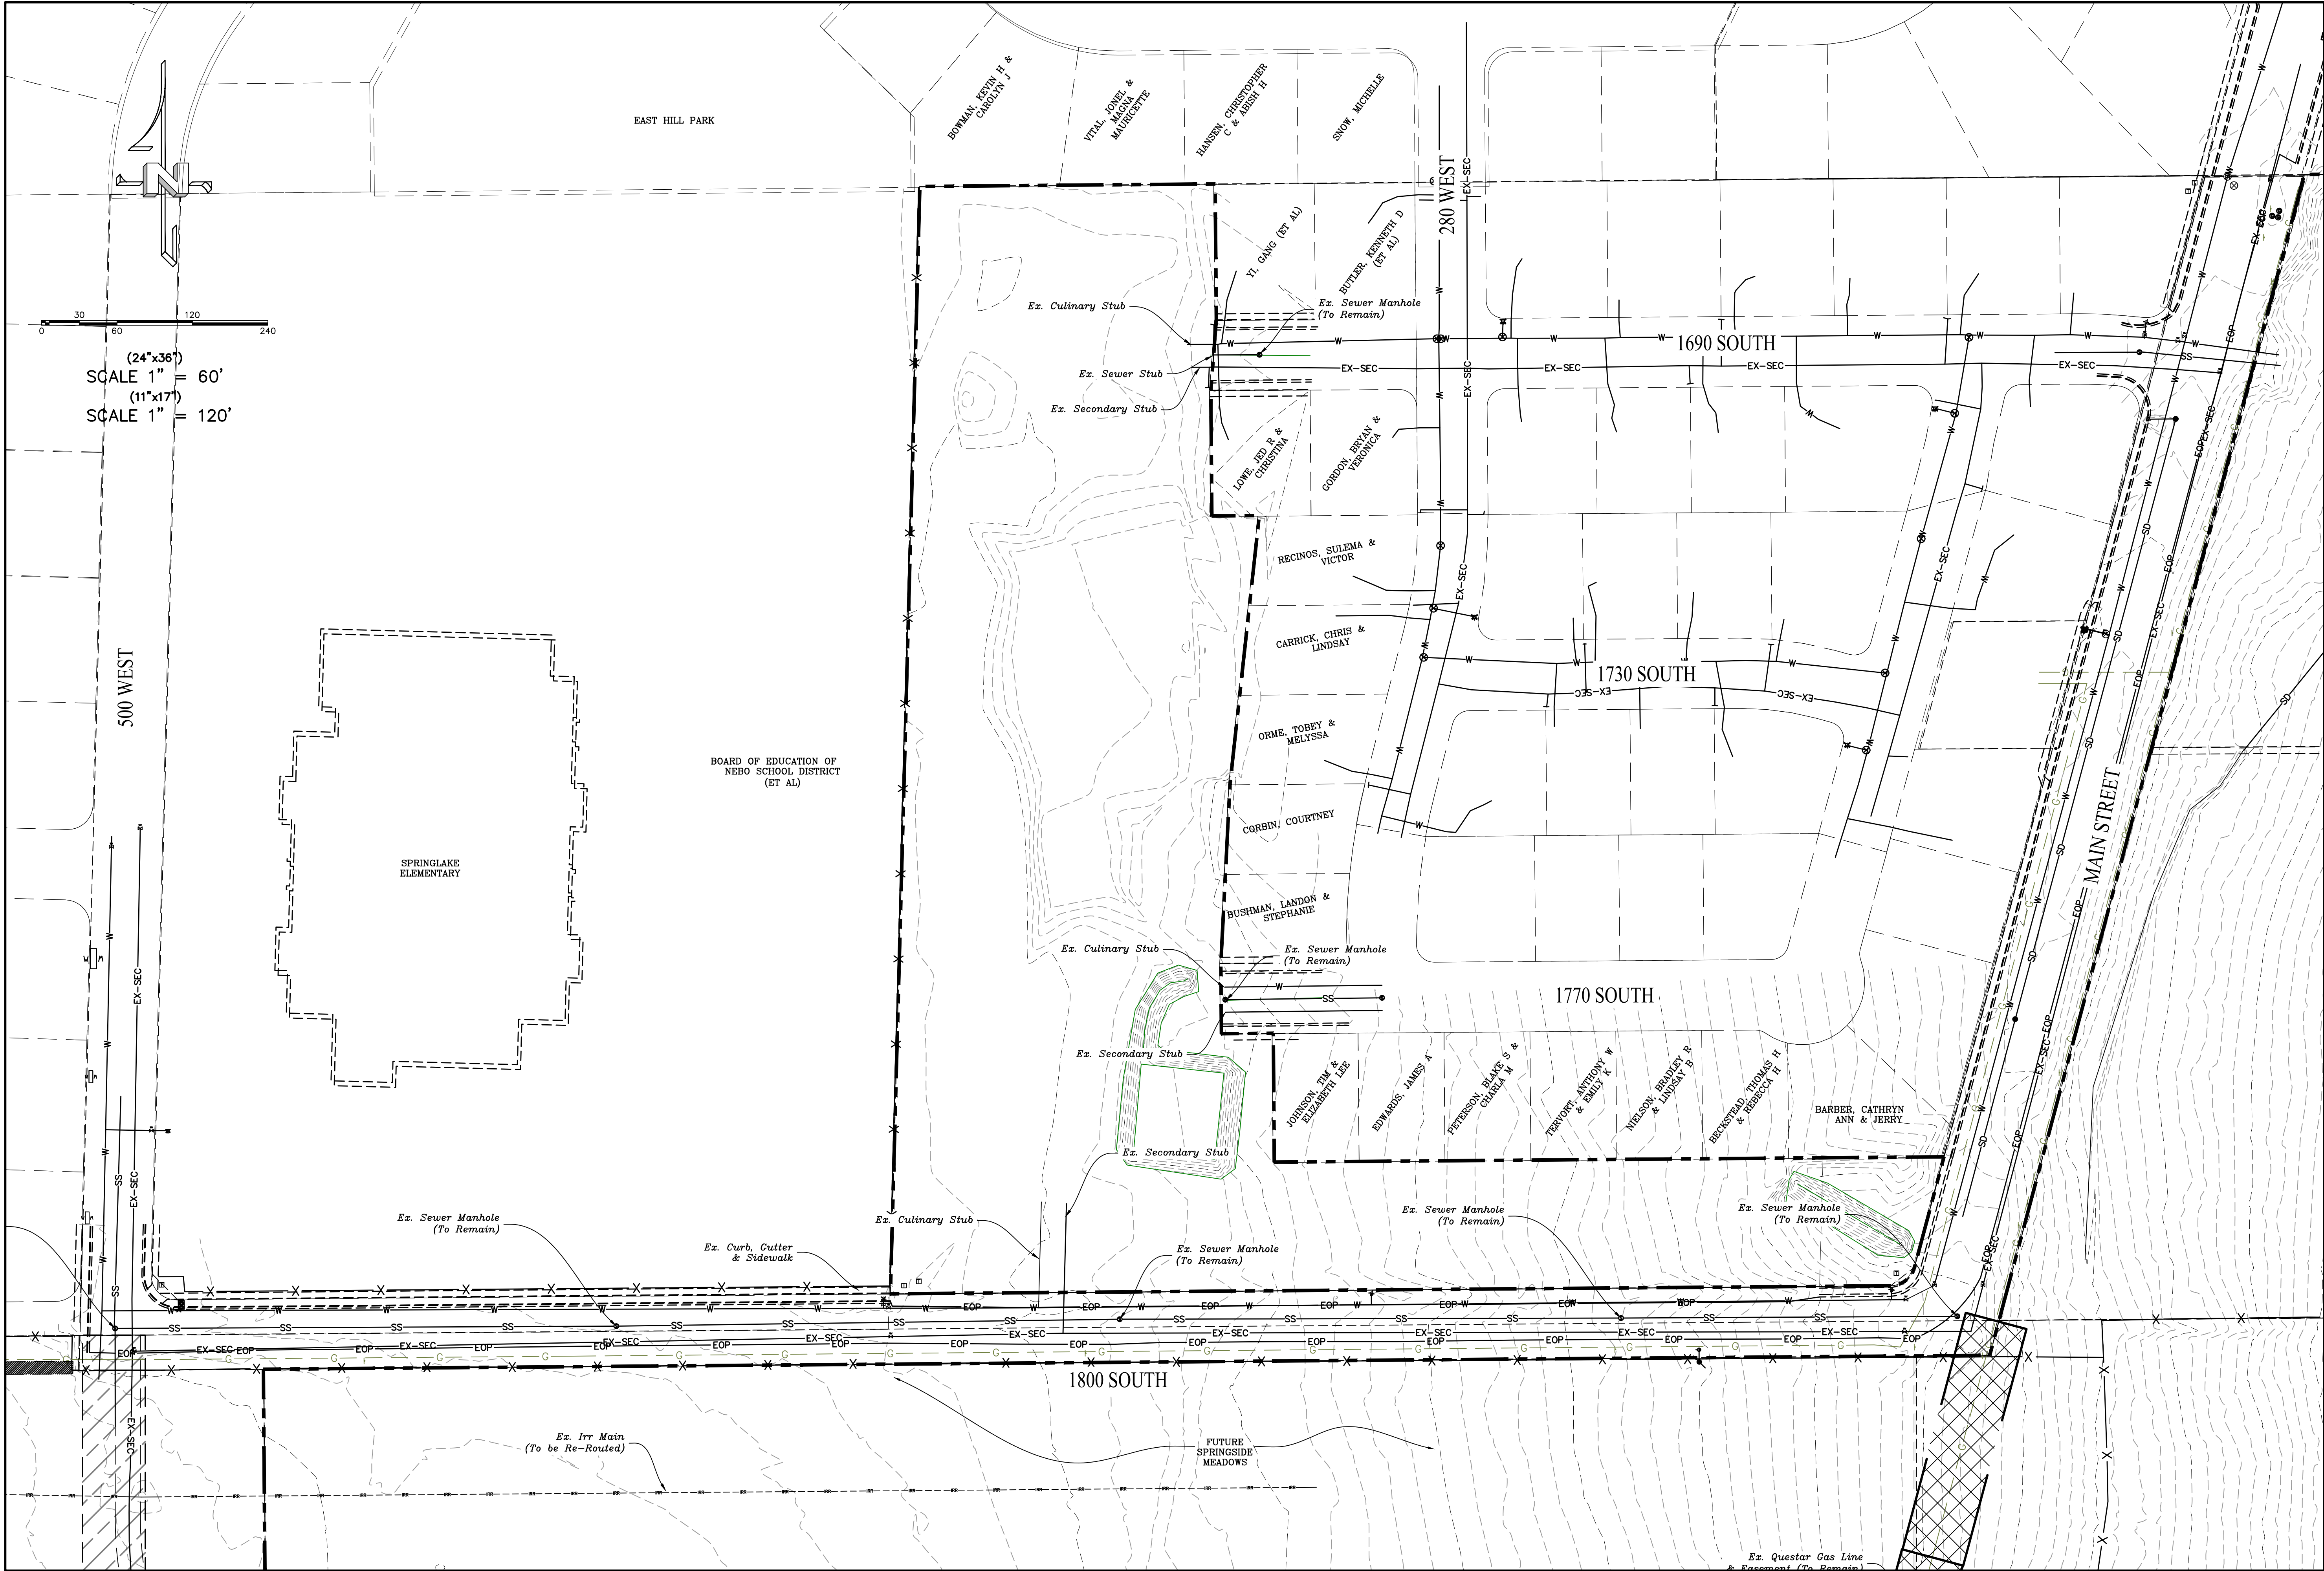 EAST HILL PARK
BOWMAN, KEVIN H &
CAROLYN J
VITAL, JONEL &
MAGNA
MAURICETTE
HANSEN, CHRISTOPHER
C & ABISH H
SNOW, MICHELLE
N
0
30
60
120
240
(24"x36")
SCALE 1" = 60'
(11"x17")
SCALE 1" = 120'
280 WEST
YI, GANG (ET AL)
BUTLER, KENNETH D
(ET AL)
Ex. Culinary Stub
Ex. Sewer Manhole
(To Remain)
1690 SOUTH
Ex. Sewer Stub
Ex. Secondary Stub
LOWE, JED R &
CHRISTINA
GORDON, BRYAN &
VERONICA
W
EX-SEC
SS
SD
EOP
G
X
RECINOS, SULEMA &
VICTOR
CARRICK, CHRIS &
LINDSAY
1730 SOUTH
500 WEST
ORME, TOBEY &
MELYSSA
BOARD OF EDUCATION OF
NEBO SCHOOL DISTRICT
(ET AL)
CORBIN, COURTNEY
MAIN STREET
SPRINGLAKE
ELEMENTARY
BUSHMAN, LANDON &
STEPHANIE
Ex. Culinary Stub
Ex. Sewer Manhole
(To Remain)
1770 SOUTH
Ex. Secondary Stub
JOHNSON, TIM &
ELIZABETH LEE
EDWARDS, JAMES A
PETERSON, BLAKE S &
CHARLA M
TERVORT, ANTHONY W
& EMILY K
NIELSON, BRADLEY R
& LINDSAY B
BECKSTEAD, THOMAS H
& REBECCA H
BARBER, CATHRYN
ANN & JERRY
Ex. Secondary Stub
Ex. Sewer Manhole
(To Remain)
Ex. Curb, Gutter
& Sidewalk
Ex. Culinary Stub
Ex. Sewer Manhole
(To Remain)
Ex. Sewer Manhole
(To Remain)
Ex. Sewer Manhole
(To Remain)
1800 SOUTH
Ex. Irr Main
(To be Re-Routed)
FUTURE
SPRINGSIDE
MEADOWS
Ex. Questar Gas Line
& Easement (To Remain)